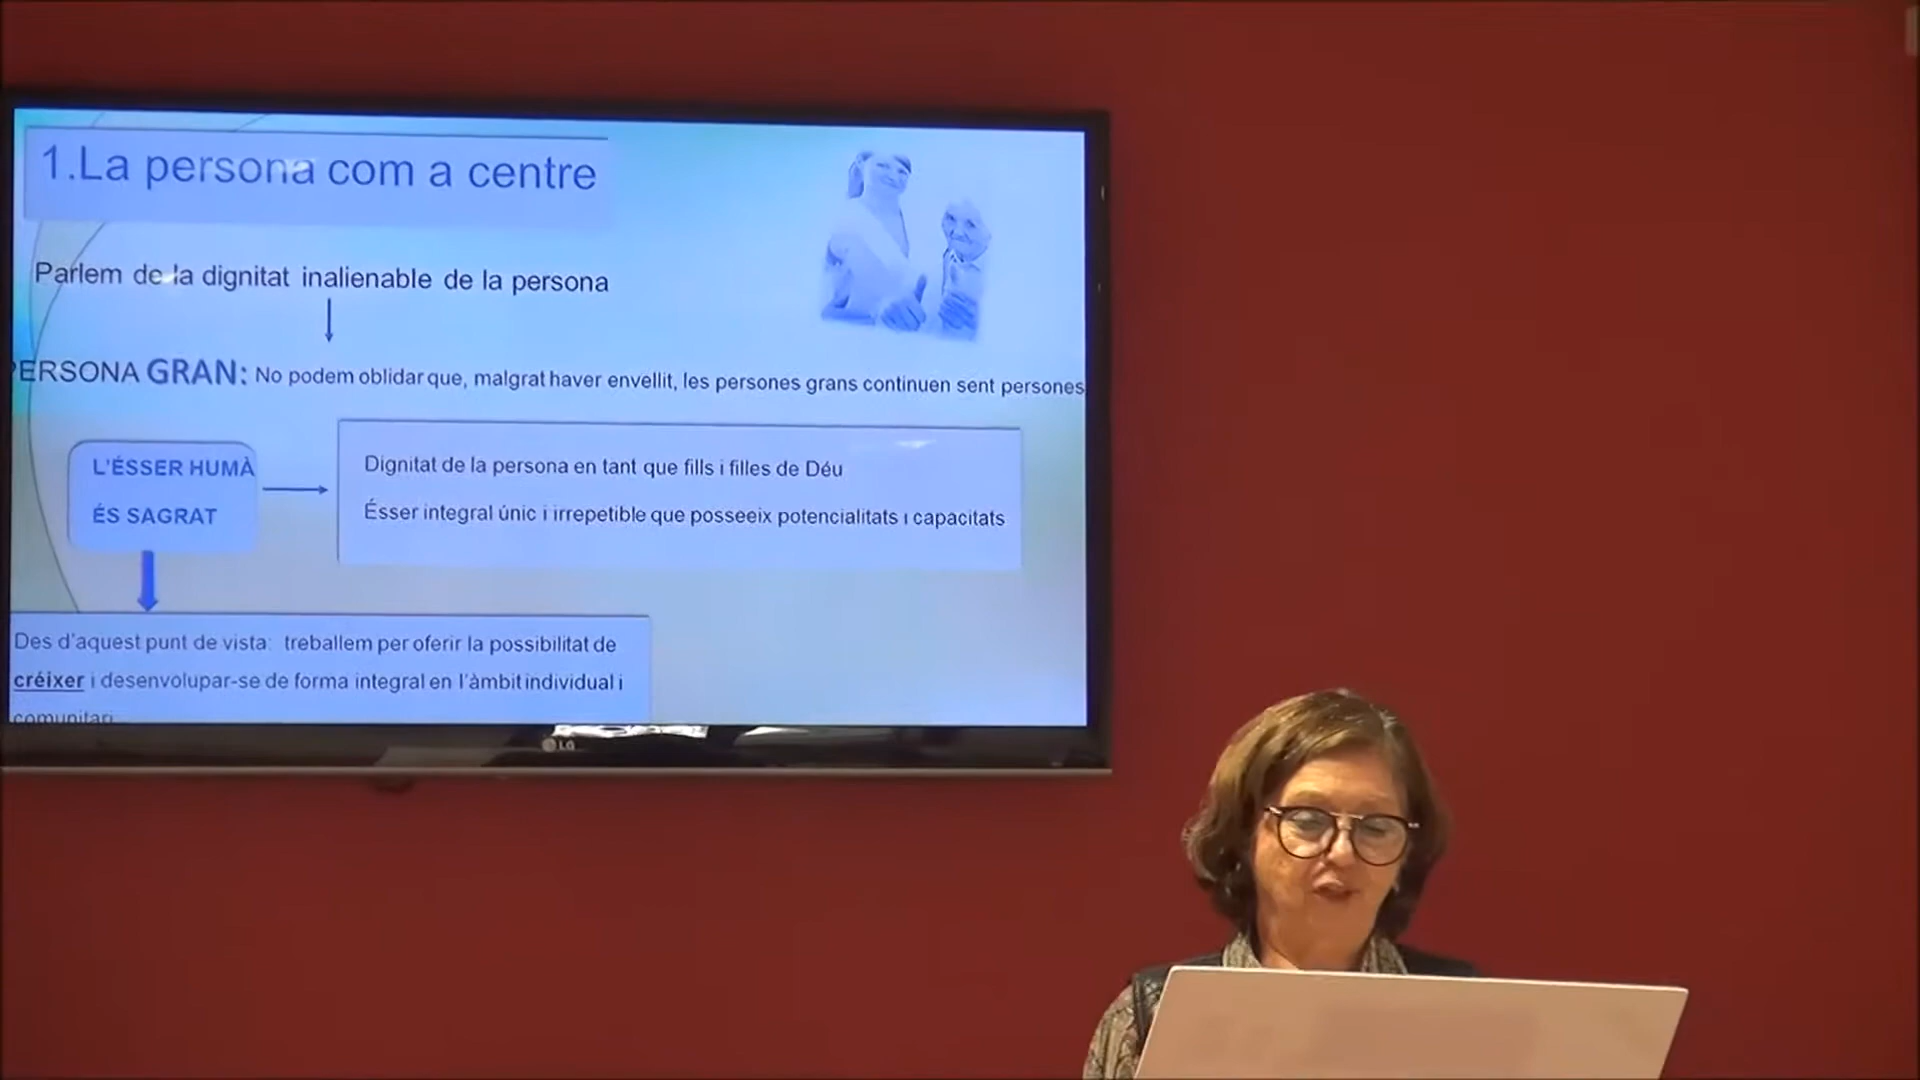 1.La persona com a centre
Parlem de la dignitat inalienable de la persona
PERSONA GRAN: No podem oblidar que, malgrat haver envellit, les persones grans continuen sent persones
L'ÉSSER HUMÀ
ÉS SAGRAT
Dignitat de la persona en tant que fills i filles de Déu
Ésser integral únic i irrepetible que posseeix potencialitats i capacitats
Des d'aquest punt de vista: treballem per oferir la possibilitat de
créixer i desenvolupar-se de forma integral en l'àmbit individual i
comunitari
LG